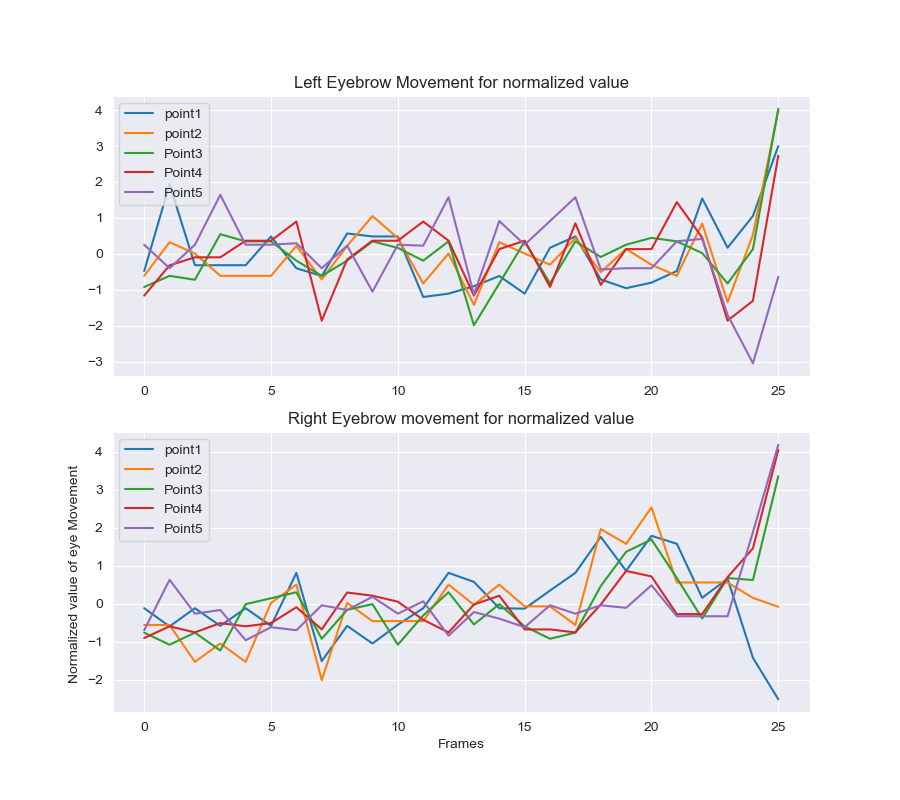 Left Eyebrow Movement for normalized value
point1
point2
Point3
Point4
Point5
4
3
2
1
0
−1
−2
−3
0 5 10 15 20 25
Right Eyebrow movement for normalized value
point1
point2
Point3
Point4
Point5
4
3
2
1
0
−1
−2
Normalized value of eye Movement
0 5 10 15 20 25
Frames